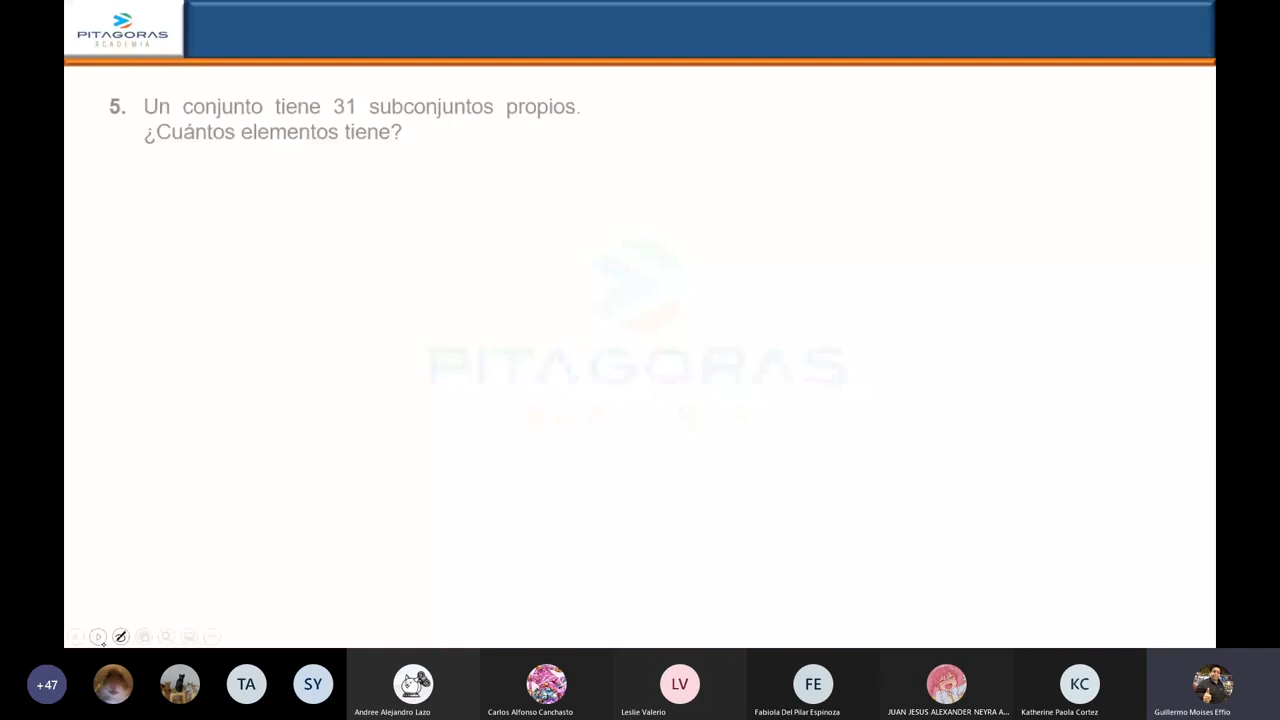 PITAGORAS
ACADEMIA
5. Un conjunto tiene 31 subconjuntos propios.
¿Cuántos elementos tiene?
PITAGORAS
+47
TA
SY
LV
FE
KC
Andree Alejandro Lazo
Carlos Alfonso Canchasto
Leslie Valerio
Fabiola Del Pilar Espinoza
JUAN JESUS ALEXANDER NEYRA A...
Katherine Paola Cortez
Guillermo Moises Effio